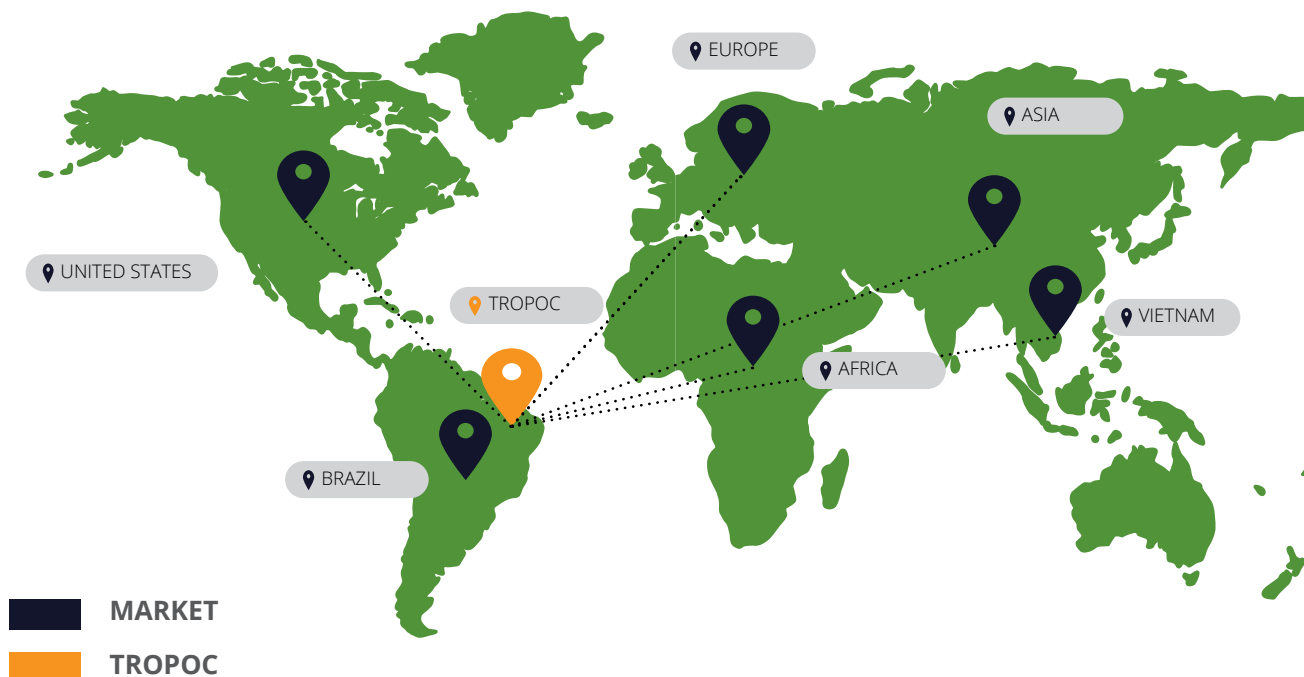 EUROPE
ASIA
UNITED STATES
TROPOC
VIETNAM
AFRICA
BRAZIL
MARKET
TROPOC